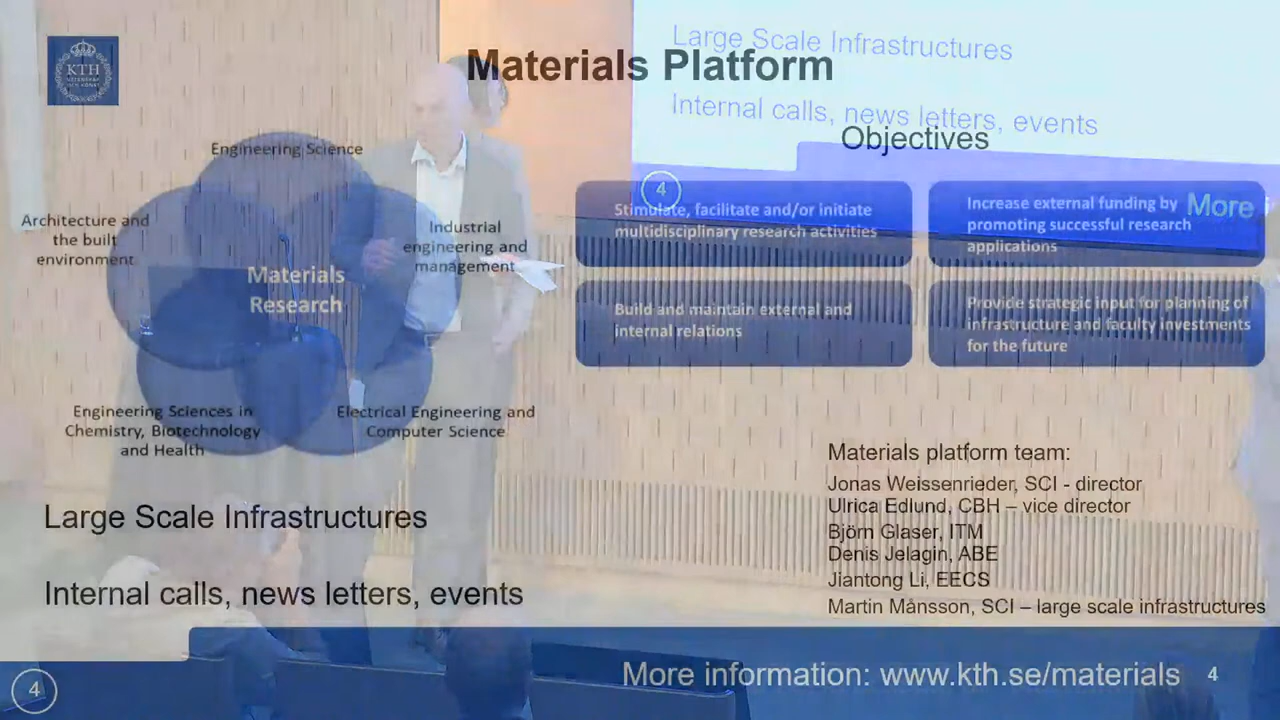 KTH
Materials Platform
Large Scale Infrastructures
Internal calls, news letters, events
Objectives
4
More
Engineering Science
Architecture and
the built
environment
Industrial
engineering and
management
Materials
Research
Engineering Sciences in
Chemistry, Biotechnology
and Health
Electrical Engineering and
Computer Science
Stimulate, facilitate and/or initiate
multidisciplinary research activities
Increase external funding by
promoting successful research
applications
Build and maintain external and
internal relations
Provide strategic input for planning of
infrastructure and faculty investments
for the future
Large Scale Infrastructures
Internal calls, news letters, events
Materials platform team:
Jonas Weissenrieder, SCI - director
Ulrica Edlund, CBH – vice director
Björn Glaser, ITM
Denis Jelagin, ABE
Jiantong Li, EECS
Martin Månsson, SCI – large scale infrastructures
4
More information: www.kth.se/materials
4